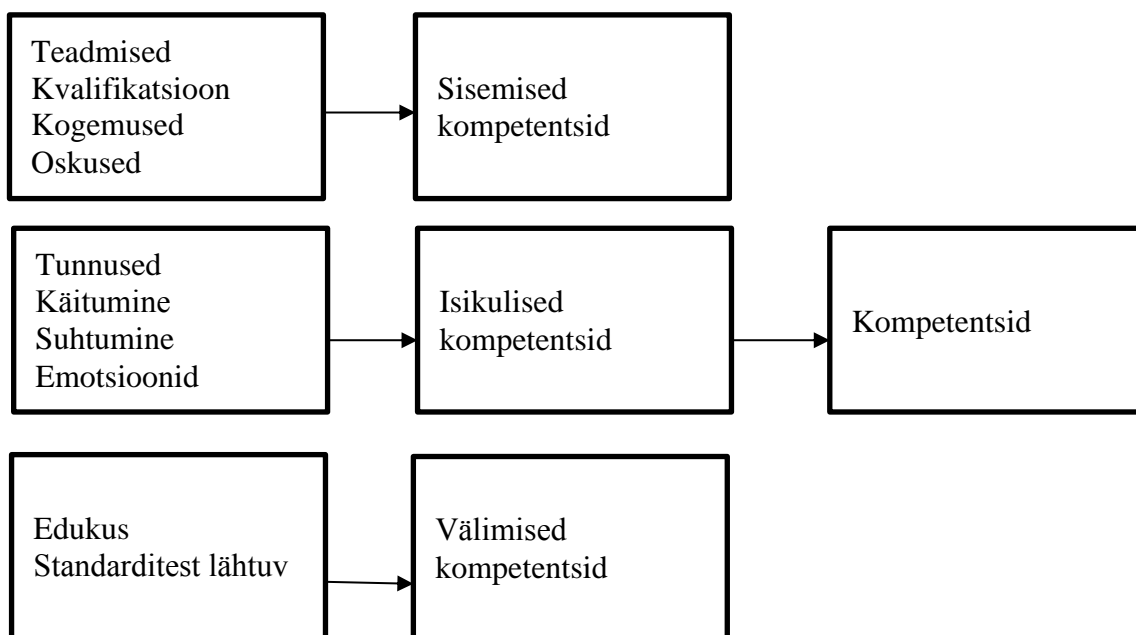 Teadmised
Kvalifikatsioon
Kogemused
Oskused
Sisemised
kompetentsid
Tunnused
Käitumine
Suhtumine
Emotsioonid
Isikulised
kompetentsid
Kompetentsid
Edukus
Standarditest lähtuv
Välimised
kompetentsid